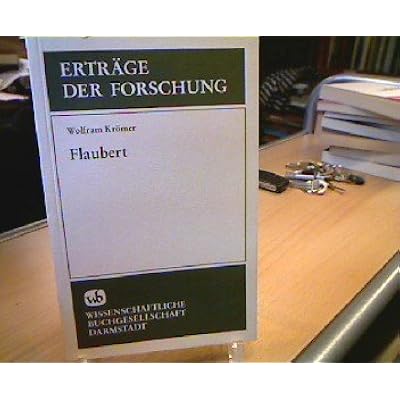 ERTRÄGE
DER FORSCHUNG
Wolfram Krömer
Flaubert
wb
WISSENSCHAFTLICHE
BUCHGESELLSCHAFT
DARMSTADT